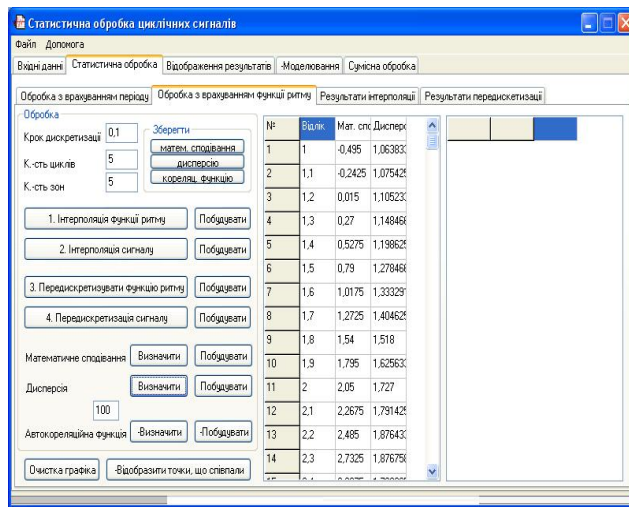 Статистична обробка циклічних сигналів
Файл Допомога
Вхідні данні Статистична обробка Відображення результатів -Моделювання Сумісна обробка
Обробка з врахуванням періоду Обробка з врахуванням функції ритму Результати інтерполяції Результати передискетизації
Обробка
Крок дискретизації 0,1
К.-сть циклів 5
К.-сть зон 5
Зберегти
матем. сподівання
дисперсію
кореляц. функцію
1. Інтерполяція функції ритму Побудувати
2. Інтерполяція сигналу Побудувати
3. Передискретизувати функцію ритму Побудувати
4. Передискретизація сигналу Побудувати
Математичне сподівання Визначити Побудувати
Дисперсія Визначити Побудувати
100
Автокореляційна функція -Визначити -Побудувати
Очистка графіка -Відобразити точки, що співпали
№ Відлік Мат. спо Дисперс
1 1 -0,495 1,063833
2 1,1 -0,2425 1,075425
3 1,2 0,015 1,105233
4 1,3 0,27 1,148466
5 1,4 0,5275 1,198625
6 1,5 0,79 1,278466
7 1,6 1,0175 1,333291
8 1,7 1,2725 1,404625
9 1,8 1,54 1,518
10 1,9 1,795 1,625633
11 2 2,05 1,727
12 2,1 2,2675 1,791425
13 2,2 2,485 1,876433
14 2,3 2,7325 1,876758